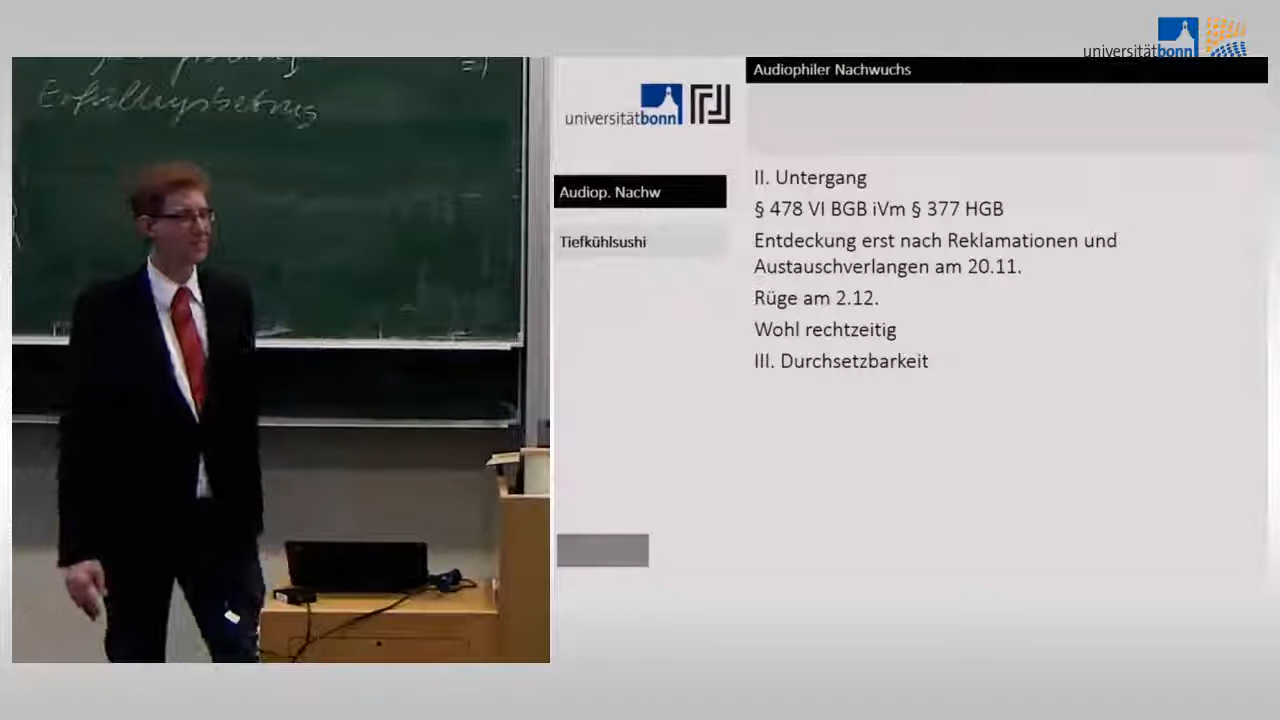 universitätbonn
Erfüllungsbetrug
universitätbonn
Audiop. Nachw
Tiefkühlsushi
Audiophiler Nachwuchs
II. Untergang
§ 478 VI BGB iVm § 377 HGB
Entdeckung erst nach Reklamationen und
Austauschverlangen am 20.11.
Rüge am 2.12.
Wohl rechtzeitig
III. Durchsetzbarkeit